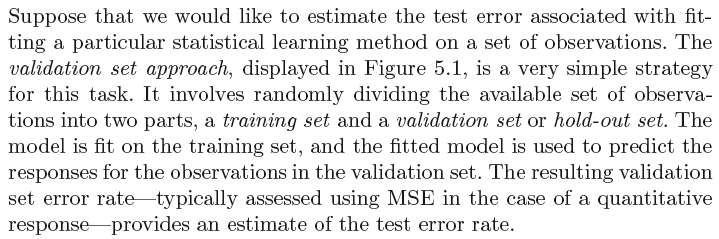 Suppose that we would like to estimate the test error associated with fit-
ting a particular statistical learning method on a set of observations. The
validation set approach, displayed in Figure 5.1, is a very simple strategy
for this task. It involves randomly dividing the available set of observa-
tions into two parts, a training set and a validation set or hold-out set. The
model is fit on the training set, and the fitted model is used to predict the
responses for the observations in the validation set. The resulting validation
set error rate—typically assessed using MSE in the case of a quantitative
response—provides an estimate of the test error rate.